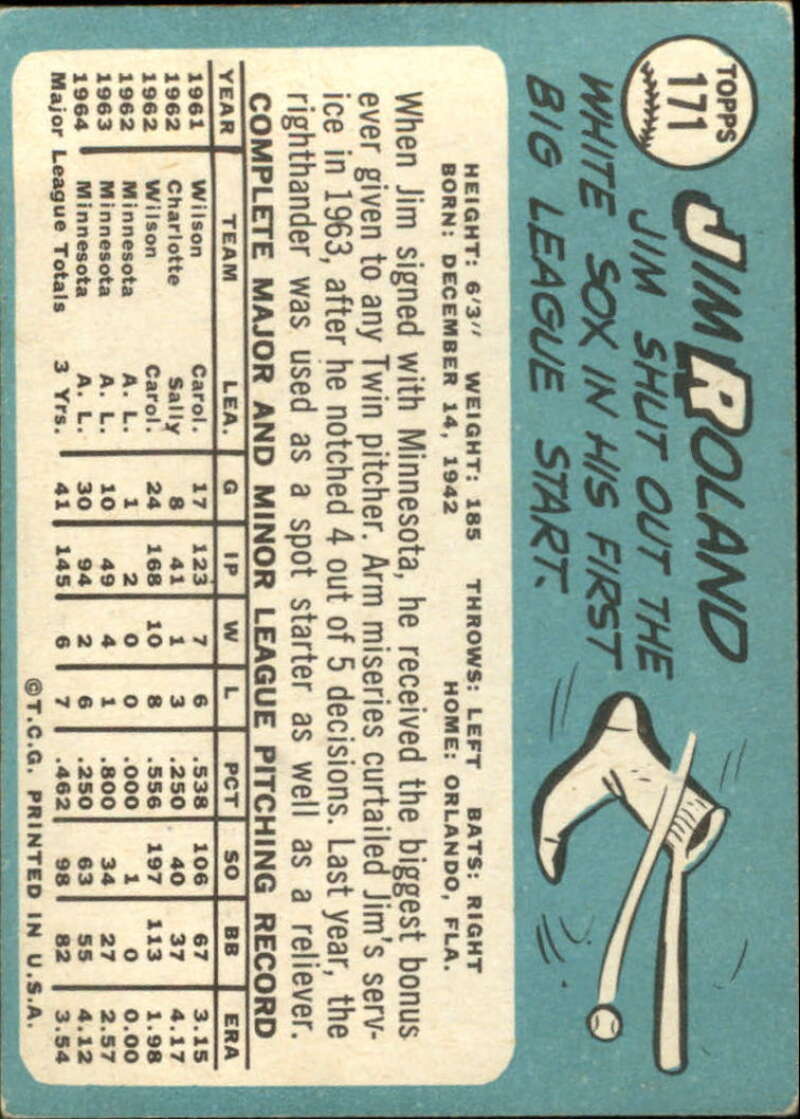 TOPPS
171
JIM ROLAND
JIM SHUT OUT THE
WHITE SOX IN HIS FIRST
BIG LEAGUE START.
HEIGHT: 6'3" WEIGHT: 185 THROWS: LEFT BATS: RIGHT
BORN: DECEMBER 14, 1942 HOME: ORLANDO, FLA.
When Jim signed with Minnesota, he received the biggest bonus
ever given to any Twin pitcher. Arm miseries curtailed Jim's serv-
ice in 1963, after he notched 4 out of 5 decisions. Last year, the
righthander was used as a spot starter as well as a reliever.
COMPLETE MAJOR AND MINOR LEAGUE PITCHING RECORD
YEAR TEAM LEA. G IP W L PCT SO BB ERA
1961 Wilson Carol. 17 123 7 6 .538 106 67 3.15
1962 Charlotte Sally 8 41 1 3 .250 40 37 4.17
1962 Wilson Carol. 24 168 10 8 .556 197 113 1.98
1962 Minnesota A. L. 1 2 0 0 .000 1 0 0.00
1963 Minnesota A. L. 10 49 4 1 .800 34 27 2.57
1964 Minnesota A. L. 30 94 2 6 .250 63 55 4.12
Major League Totals 3 Yrs. 41 145 6 7 .462 98 82 3.54
©T.C.G. PRINTED IN U.S.A.